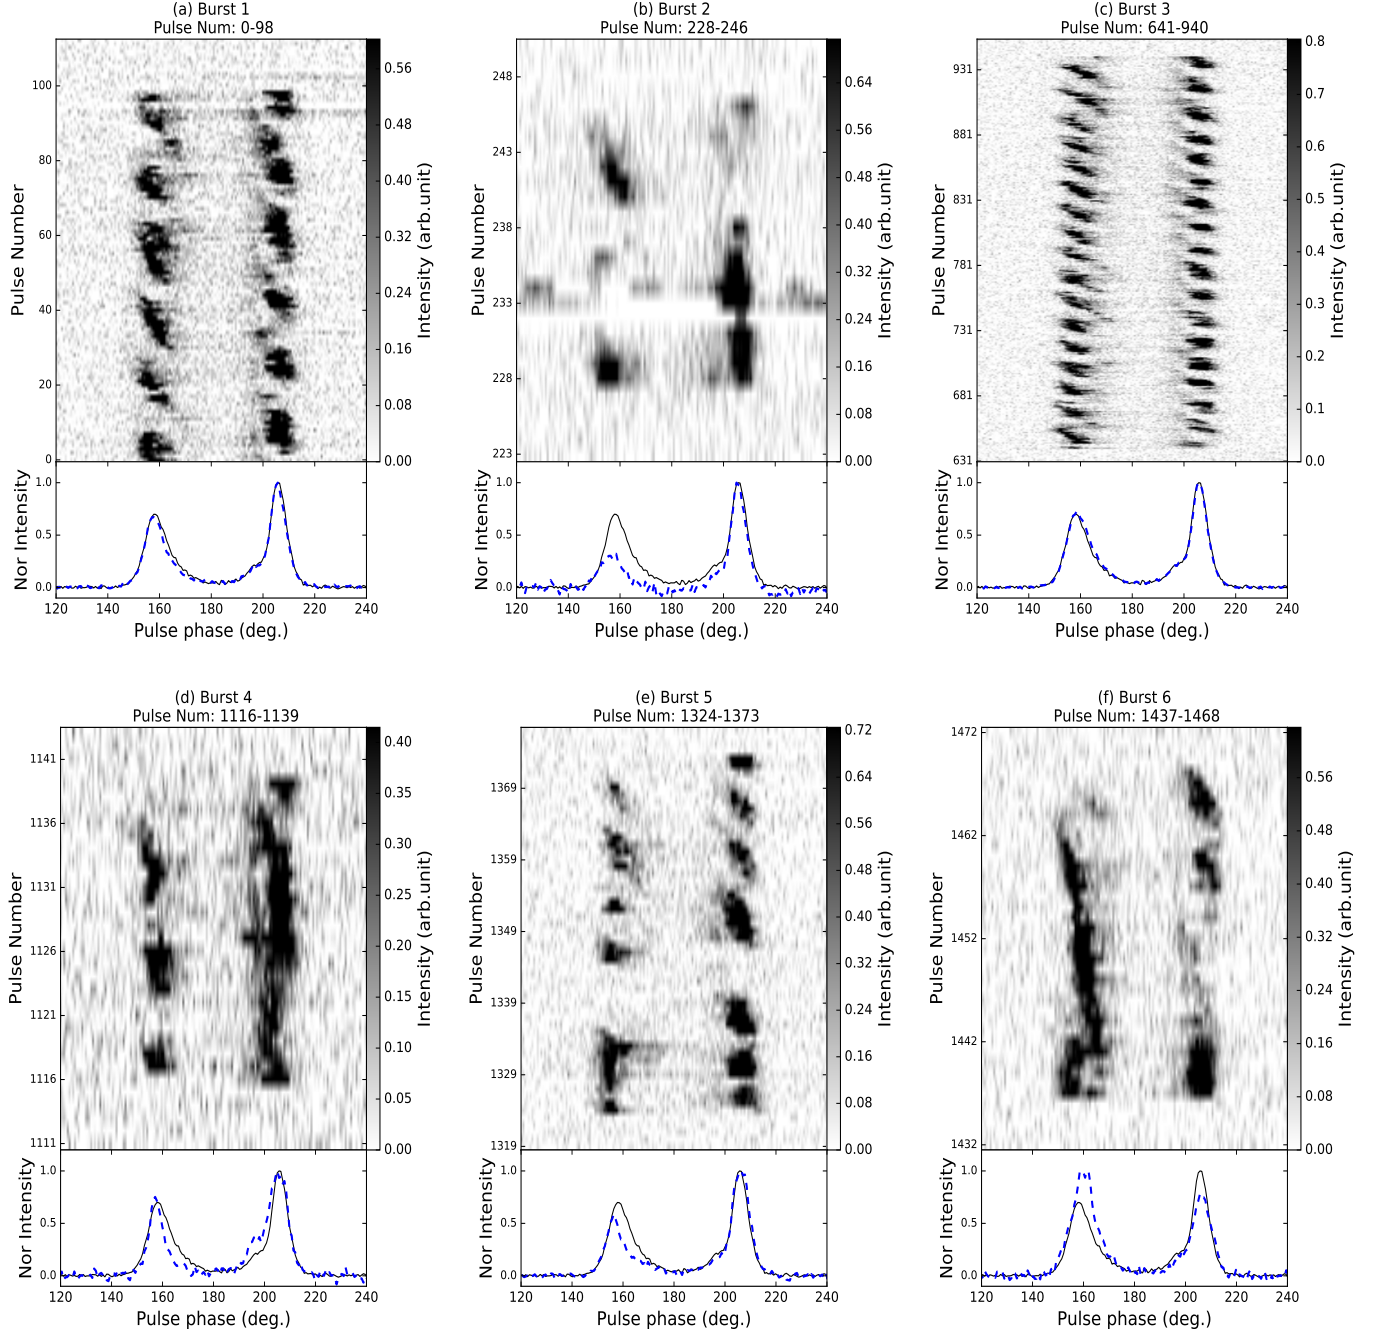 (a) Burst 1
Pulse Num: 0-98
100
80
60
40
20
0
Pulse Number
0.56
0.48
0.40
0.32
0.24
0.16
0.08
0.00
Intensity (arb.unit)
1.0
0.5
0.0
Nor Intensity
120 140 160 180 200 220 240
Pulse phase (deg.)
(b) Burst 2
Pulse Num: 228-246
248
243
238
233
228
223
Pulse Number
0.64
0.56
0.48
0.40
0.32
0.24
0.16
0.08
0.00
Intensity (arb.unit)
1.0
0.5
0.0
Nor Intensity
120 140 160 180 200 220 240
Pulse phase (deg.)
(c) Burst 3
Pulse Num: 641-940
931
881
831
781
731
681
631
Pulse Number
0.8
0.7
0.6
0.5
0.4
0.3
0.2
0.1
0.0
Intensity (arb.unit)
1.0
0.5
0.0
Nor Intensity
120 140 160 180 200 220 240
Pulse phase (deg.)
(d) Burst 4
Pulse Num: 1116-1139
1141
1136
1131
1126
1121
1116
1111
Pulse Number
0.40
0.35
0.30
0.25
0.20
0.15
0.10
0.05
0.00
Intensity (arb.unit)
1.0
0.5
0.0
Nor Intensity
120 140 160 180 200 220 240
Pulse phase (deg.)
(e) Burst 5
Pulse Num: 1324-1373
1369
1359
1349
1339
1329
1319
Pulse Number
0.72
0.64
0.56
0.48
0.40
0.32
0.24
0.16
0.08
0.00
Intensity (arb.unit)
1.0
0.5
0.0
Nor Intensity
120 140 160 180 200 220 240
Pulse phase (deg.)
(f) Burst 6
Pulse Num: 1437-1468
1472
1462
1452
1442
1432
Pulse Number
0.56
0.48
0.40
0.32
0.24
0.16
0.08
0.00
Intensity (arb.unit)
1.0
0.5
0.0
Nor Intensity
120 140 160 180 200 220 240
Pulse phase (deg.)